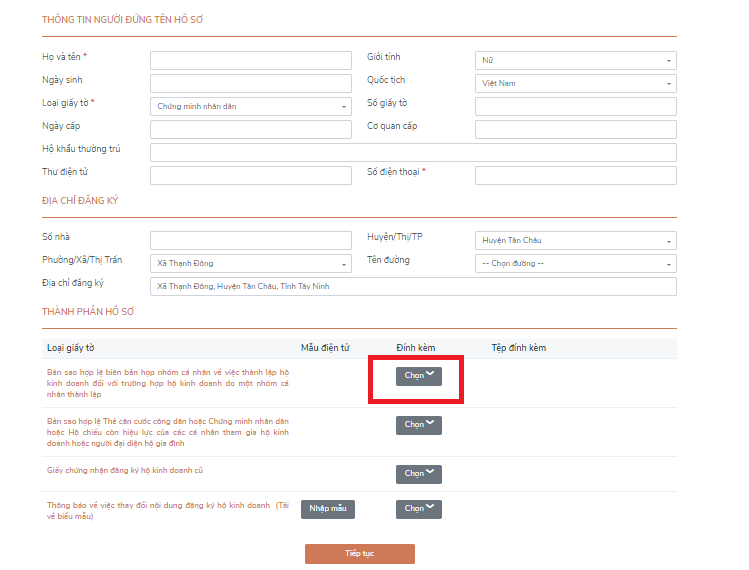 THÔNG TIN NGƯỜI ĐỨNG TÊN HỒ SƠ
Họ và tên *
Giới tính
Nữ
Ngày sinh
Quốc tịch
Việt Nam
Loại giấy tờ *
Chứng minh nhân dân
Số giấy tờ
Ngày cấp
Cơ quan cấp
Hộ khẩu thường trú
Thư điện tử
Số điện thoại *
ĐỊA CHỈ ĐĂNG KÝ
Số nhà
Huyện/Thị/TP
Huyện Tân Châu
Phường/Xã/Thị Trấn
Xã Thạnh Đông
Tên đường
-- Chọn đường --
Địa chỉ đăng ký
Xã Thạnh Đông, Huyện Tân Châu, Tỉnh Tây Ninh
THÀNH PHẦN HỒ SƠ
Loại giấy tờ
Mẫu điện tử
Đính kèm
Tệp đính kèm
Bản sao hợp lệ biên bản họp nhóm cá nhân về việc thành lập hộ
kinh doanh đối với trường hợp hộ kinh doanh do một nhóm cá
nhân thành lập
Chọn
Bản sao hợp lệ Thẻ căn cước công dân hoặc Chứng minh nhân dân
hoặc Hộ chiếu còn hiệu lực của các cá nhân tham gia hộ kinh
doanh hoặc người đại diện hộ gia đình
Chọn
Giấy chứng nhận đăng ký hộ kinh doanh cũ
Chọn
Thông báo về việc thay đổi nội dung đăng ký hộ kinh doanh (Tải
về biểu mẫu)
Nhập mẫu
Chọn
Tiếp tục